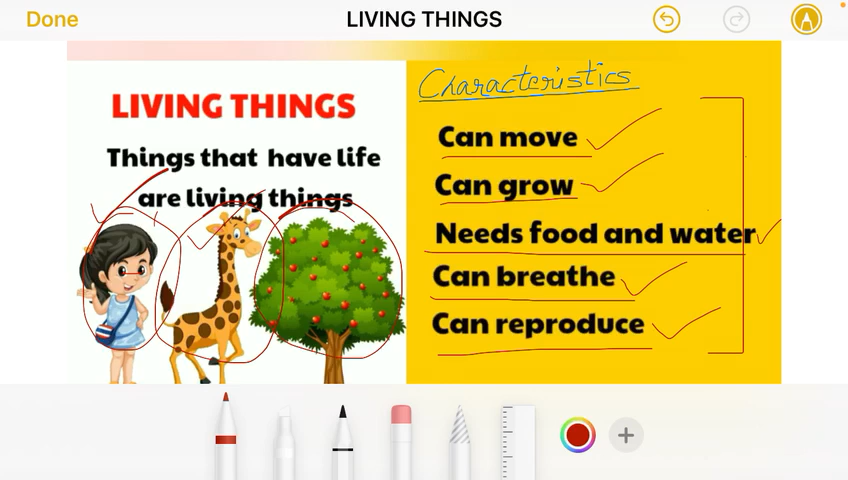 Done
LIVING THINGS
LIVING THINGS
Things that have life
are living things
Characteristics
Can move
Can grow
Needs food and water
Can breathe
Can reproduce